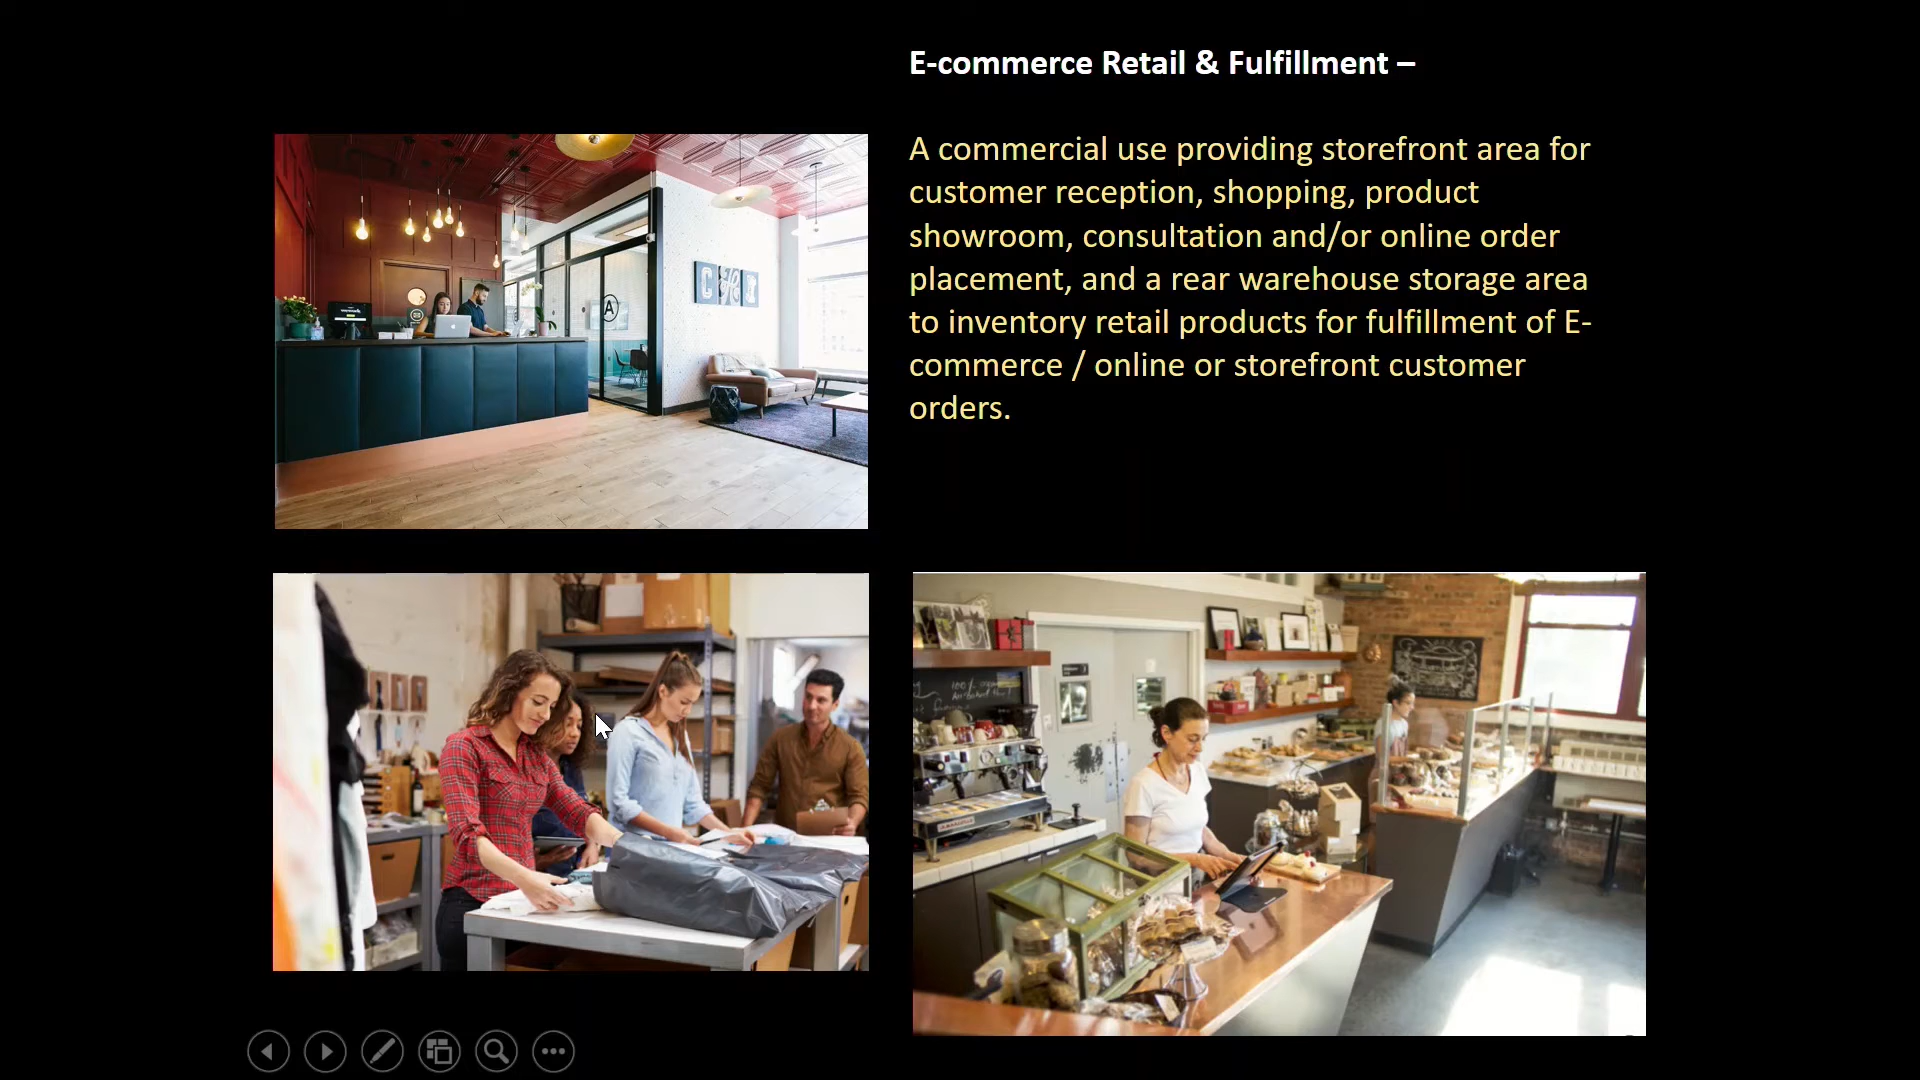 E-commerce Retail & Fulfillment –
A commercial use providing storefront area for
customer reception, shopping, product
showroom, consultation and/or online order
placement, and a rear warehouse storage area
to inventory retail products for fulfillment of E-
commerce / online or storefront customer
orders.
A